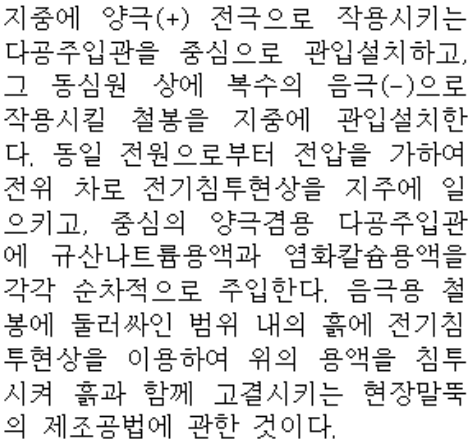 지중에 양극(+) 전극으로 작용시키는
다공주입관을 중심으로 관입설치하고,
그 동심원 상에 복수의 음극(-)으로
작용시킬 철봉을 지중에 관입설치한
다. 동일 전원으로부터 전압을 가하여
전위 차로 전기침투현상을 지주에 일
으키고, 중심의 양극겸용 다공주입관
에 규산나트륨용액과 염화칼슘용액을
각각 순차적으로 주입한다. 음극용 철
봉에 둘러싸인 범위 내의 흙에 전기침
투현상을 이용하여 위의 용액을 침투
시켜 흙과 함께 고결시키는 현장말뚝
의 제조공법에 관한 것이다.